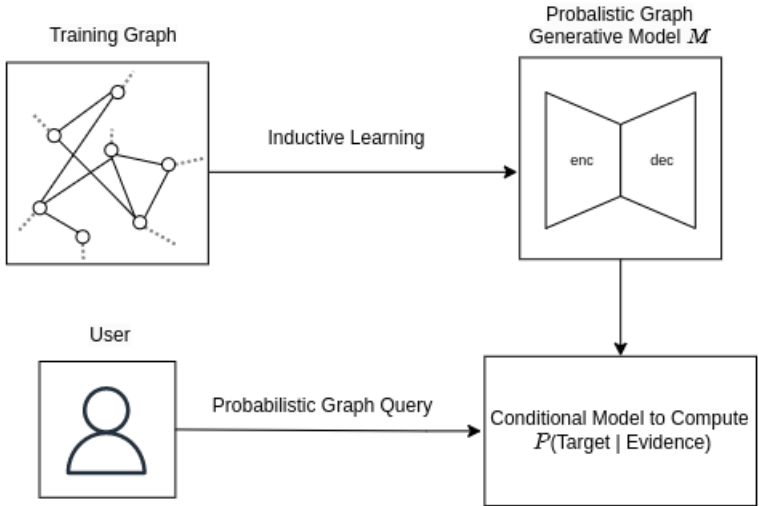 Training Graph
Probalistic Graph
Generative Model M
Inductive Learning
enc
dec
User
Probabilistic Graph Query
Conditional Model to Compute
P(Target | Evidence)